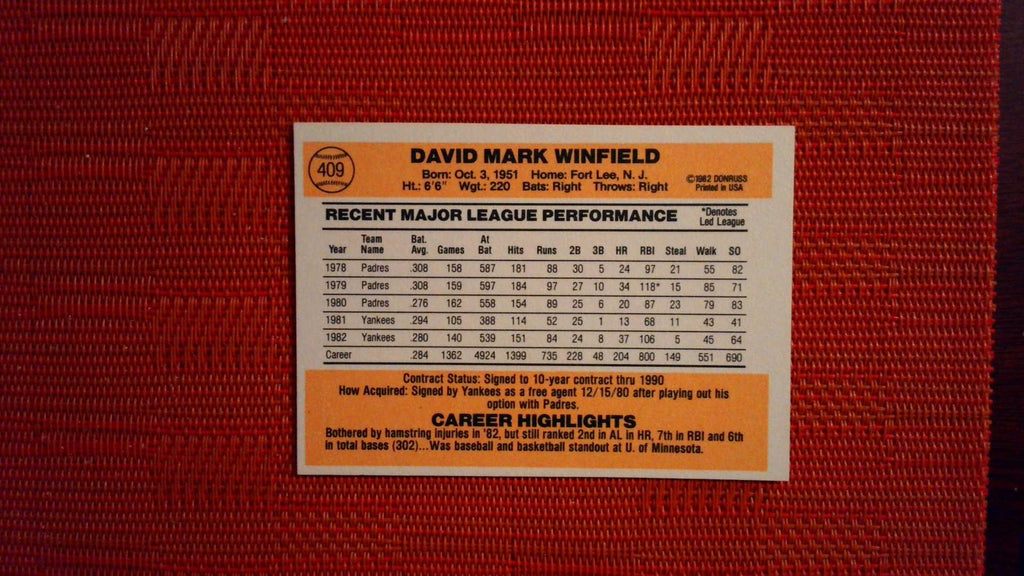 409
DAVID MARK WINFIELD
Born: Oct. 3, 1951 Home: Fort Lee, N. J.
Ht.: 6'6" Wgt.: 220 Bats: Right Throws: Right
©1982 DONRUSS
Printed in USA
RECENT MAJOR LEAGUE PERFORMANCE
*Denotes
Led League
Year Team Name Bat. Avg. Games At Bat Hits Runs 2B 3B HR RBI Steal Walk SO
1978 Padres .308 158 587 181 88 30 5 24 97 21 55 82
1979 Padres .308 159 597 184 97 27 10 34 118* 15 85 71
1980 Padres .276 162 558 154 89 25 6 20 87 23 79 83
1981 Yankees .294 105 388 114 52 25 1 13 68 11 43 41
1982 Yankees .280 140 539 151 84 24 8 37 106 5 45 64
Career .284 1362 4924 1399 735 228 48 204 800 149 551 690
Contract Status: Signed to 10-year contract thru 1990
How Acquired: Signed by Yankees as a free agent 12/15/80 after playing out his
option with Padres.
CAREER HIGHLIGHTS
Bothered by hamstring injuries in '82, but still ranked 2nd in AL in HR, 7th in RBI and 6th
in total bases (302)...Was baseball and basketball standout at U. of Minnesota.